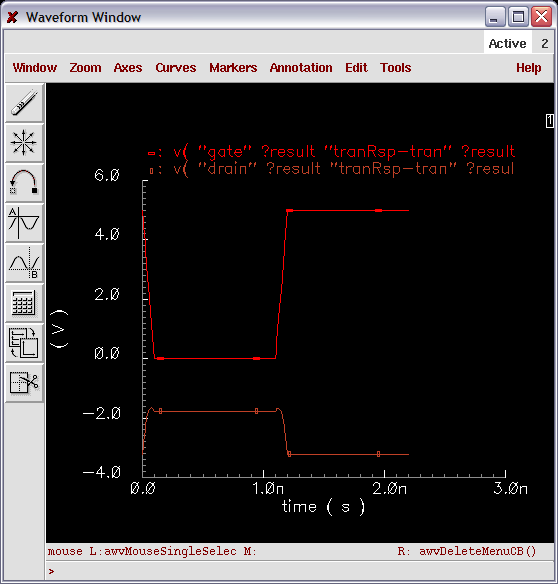 Waveform Window
Active 2
Window Zoom Axes Curves Markers Annotation Edit Tools Help
1
-: v( "gate" ?result "tranRsp-tran" ?result
▯: v( "drain" ?result "tranRsp-tran" ?resul
6.0
4.0
2.0
0.0
-2.0
-4.0
( V )
0.0 1.0n 2.0n 3.0n
time ( s )
A
B
mouse L:awvMouseSingleSelec M: R: awvDeleteMenuCB()
>